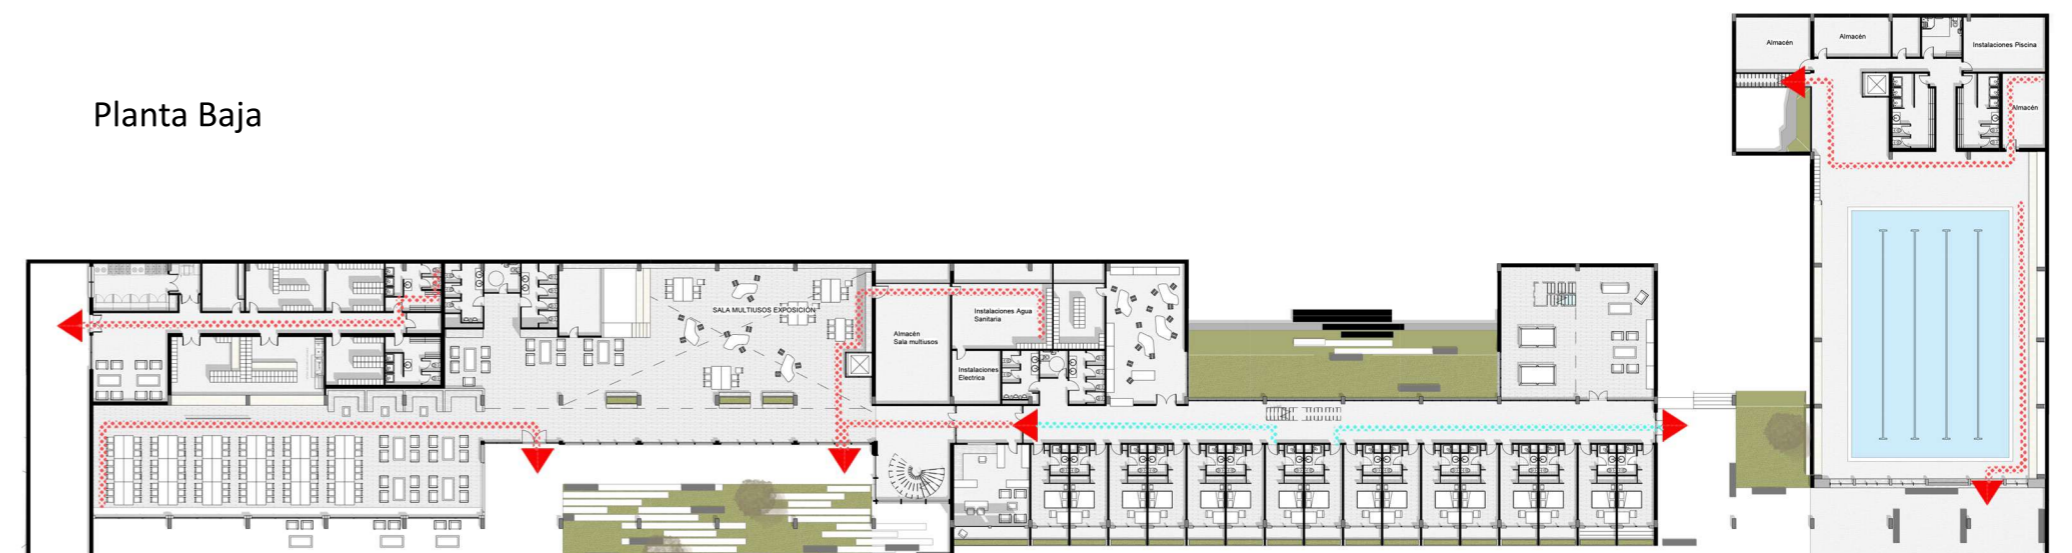 Planta Baja
Almacén
Almacén
Instalaciones Piscina
Almacén
SALA MULTIUSOS EXPOSICIÓN
Instalaciones Agua
Sanitaria
Almacén
Sala multiusos
Instalaciones
Electrica